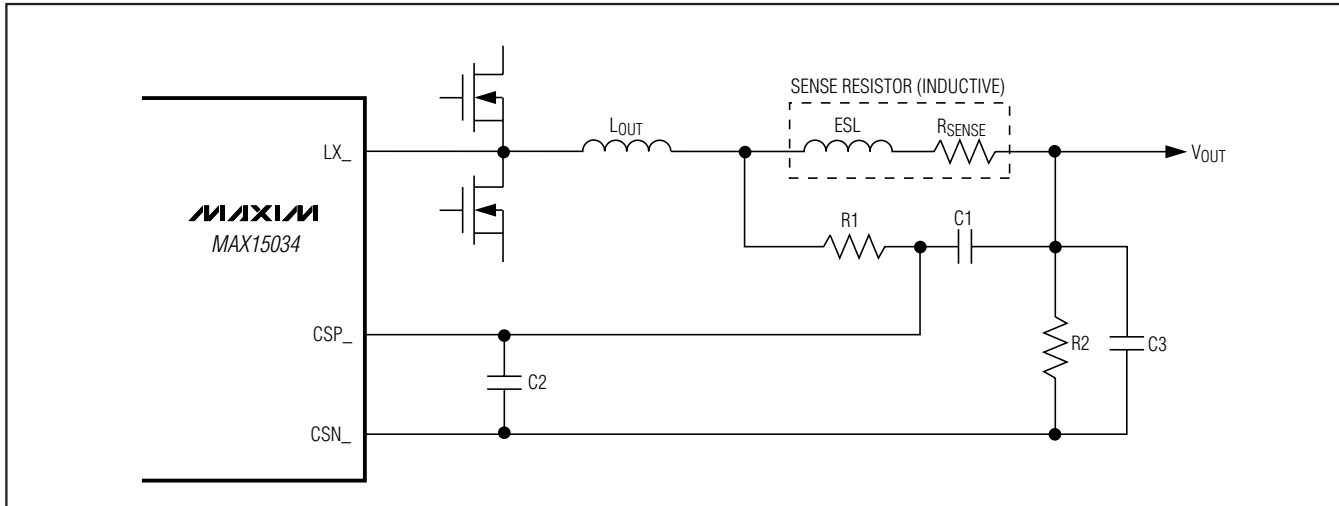 SENSE RESISTOR (INDUCTIVE)
LOUT
ESL
RSENSE
LX_
VOUT
MAXIM
MAX15034
R1
C1
CSP_
R2
C3
C2
CSN_